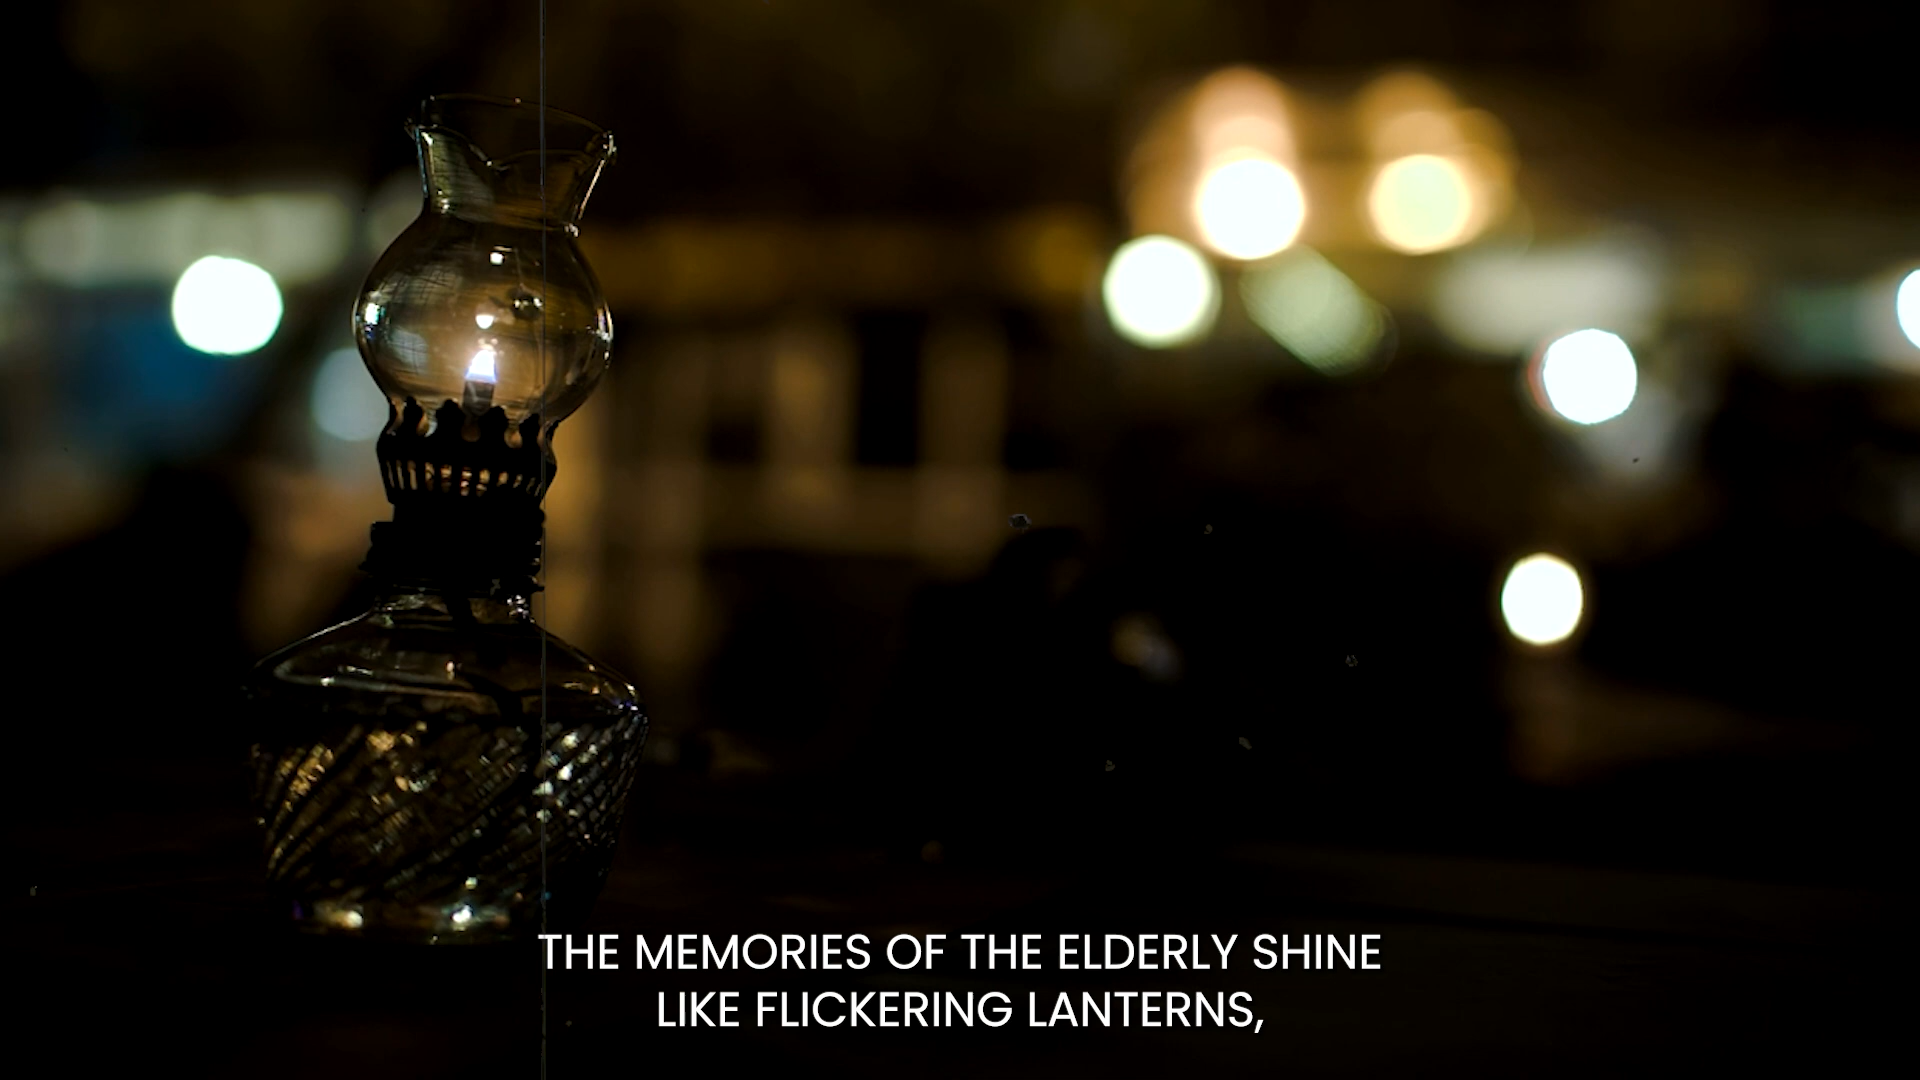 THE MEMORIES OF THE ELDERLY SHINE
LIKE FLICKERING LANTERNS,